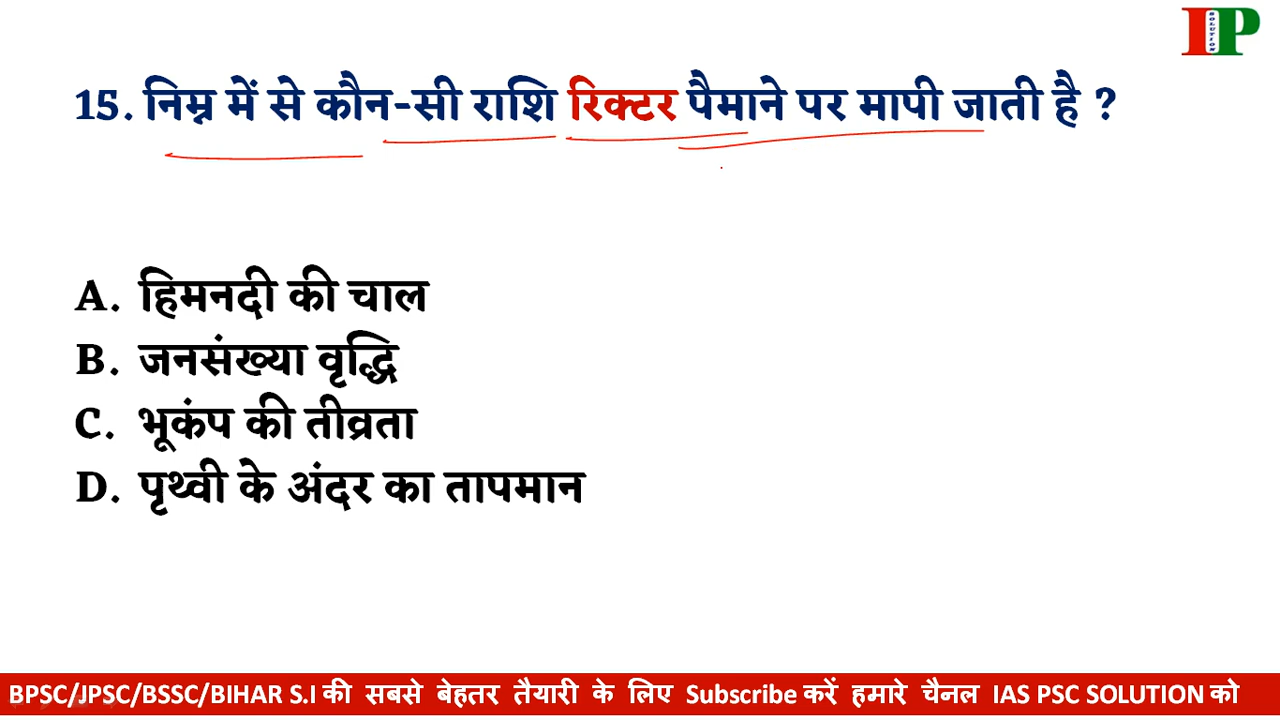 IP
SOLUTION
15. निम्न में से कौन-सी राशि रिक्टर पैमाने पर मापी जाती है ?
A. हिमनदी की चाल
B. जनसंख्या वृद्धि
C. भूकंप की तीव्रता
D. पृथ्वी के अंदर का तापमान
BPSC/JPSC/BSSC/BIHAR S.I की सबसे बेहतर तैयारी के लिए Subscribe करें हमारे चैनल IAS PSC SOLUTION को